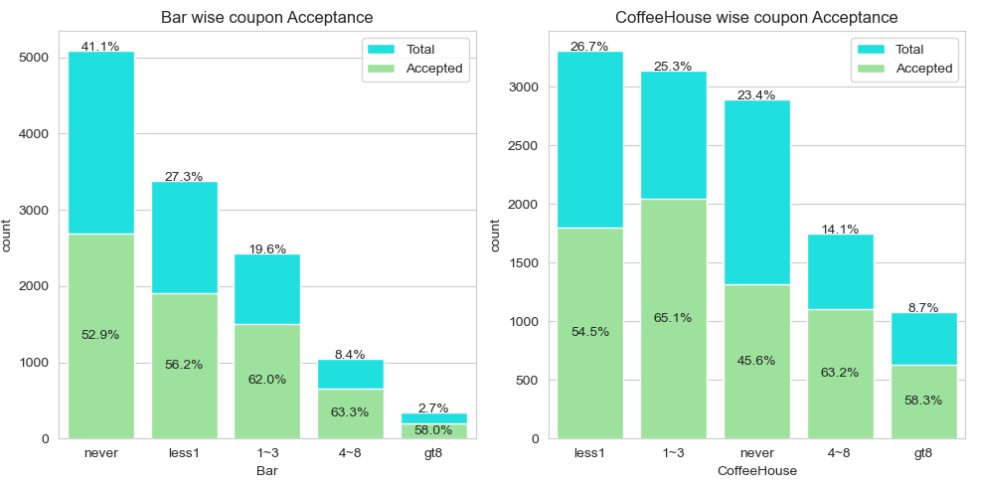 Bar wise coupon Acceptance
41.1%
Total
Accepted
27.3%
19.6%
8.4%
2.7%
52.9%
56.2%
62.0%
63.3%
58.0%
5000
4000
3000
2000
1000
0
count
never less1 1~3 4~8 gt8
Bar
CoffeeHouse wise coupon Acceptance
26.7%
25.3%
23.4%
14.1%
8.7%
Total
Accepted
54.5%
65.1%
45.6%
63.2%
58.3%
3000
2500
2000
1500
1000
500
0
count
less1 1~3 never 4~8 gt8
CoffeeHouse